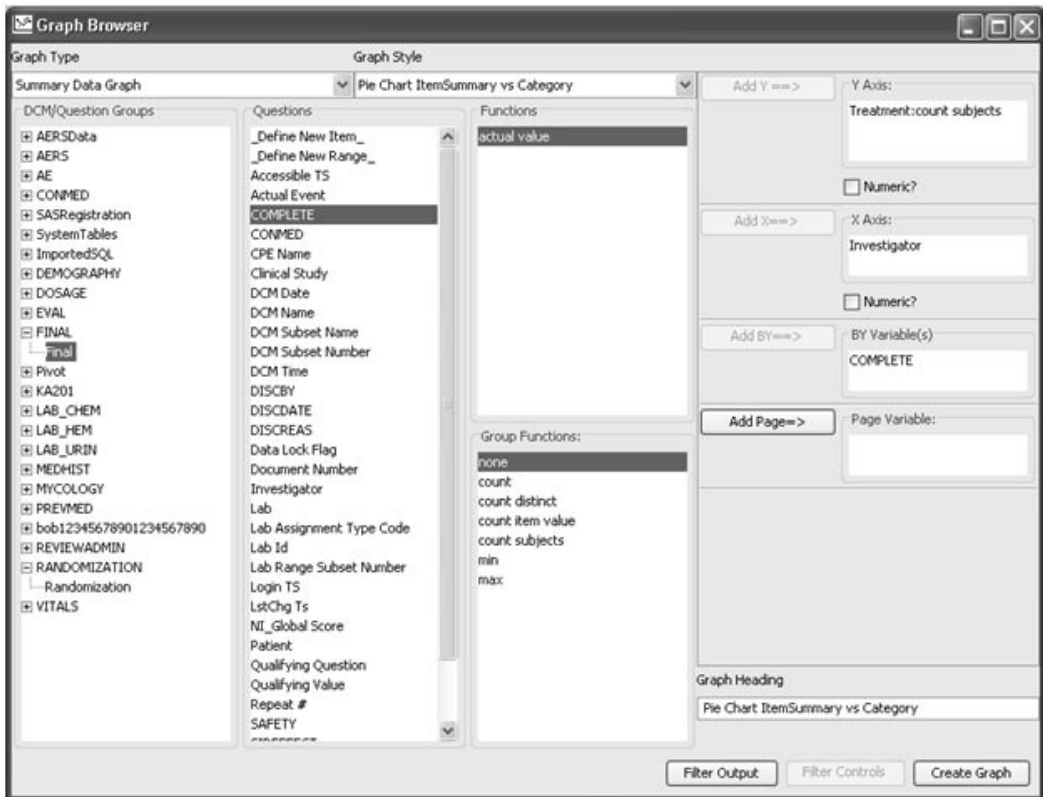 Graph Browser
Graph Type
Graph Style
Summary Data Graph
Pie Chart ItemSummary vs Category
DCM/Question Groups
AERSData
AERS
AE
CONMED
SASRegistration
SystemTables
ImportedSQL
DEMOGRAPHY
DOSAGE
EVAL
FINAL
Final
Pivot
KA201
LAB_CHEM
LAB_HEM
LAB_URIN
MEDHIST
MYCOLOGY
PREVMED
bob12345678901234567890
REVIEWADMIN
RANDOMIZATION
Randomization
VITALS
Questions
_Define New Item_
_Define New Range_
Accessible TS
Actual Event
COMPLETE
CONMED
CPE Name
Clinical Study
DCM Date
DCM Name
DCM Subset Name
DCM Subset Number
DCM Time
DISCBY
DISCDATE
DISCREAS
Data Lock Flag
Document Number
Investigator
Lab
Lab Assignment Type Code
Lab Id
Lab Range Subset Number
Login TS
LstChg Ts
NI_Global Score
Patient
Qualifying Question
Qualifying Value
Repeat #
SAFETY
Functions
actual value
Group Functions:
none
count
count distinct
count item value
count subjects
min
max
Add Y ==>
Y Axis:
Treatment:count subjects
Numeric?
Add X==>
X Axis:
Investigator
Numeric?
Add BY==>
BY Variable(s)
COMPLETE
Add Page=>
Page Variable:
Graph Heading
Pie Chart ItemSummary vs Category
Filter Output
Filter Controls
Create Graph